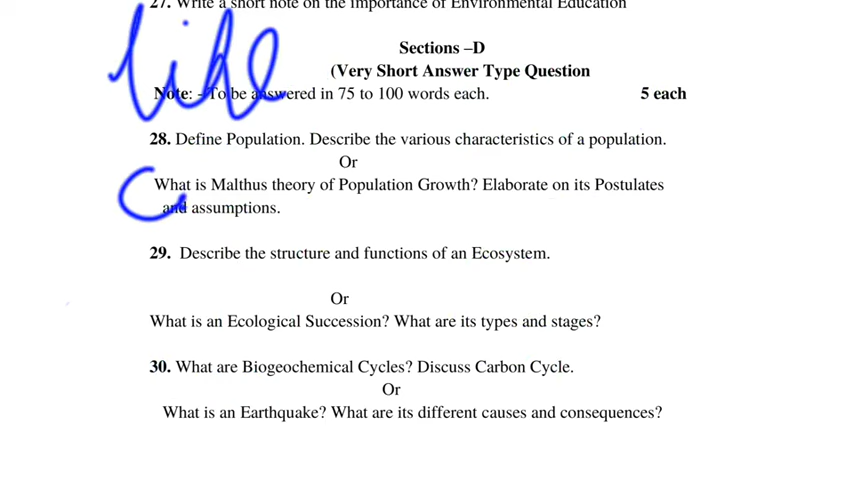 27. Write a short note on the importance of Environmental Education
like
Sections –D
(Very Short Answer Type Question
Note: - To be answered in 75 to 100 words each. 5 each
28. Define Population. Describe the various characteristics of a population.
Or
What is Malthus theory of Population Growth? Elaborate on its Postulates
and assumptions.
29. Describe the structure and functions of an Ecosystem.
Or
What is an Ecological Succession? What are its types and stages?
30. What are Biogeochemical Cycles? Discuss Carbon Cycle.
Or
What is an Earthquake? What are its different causes and consequences?